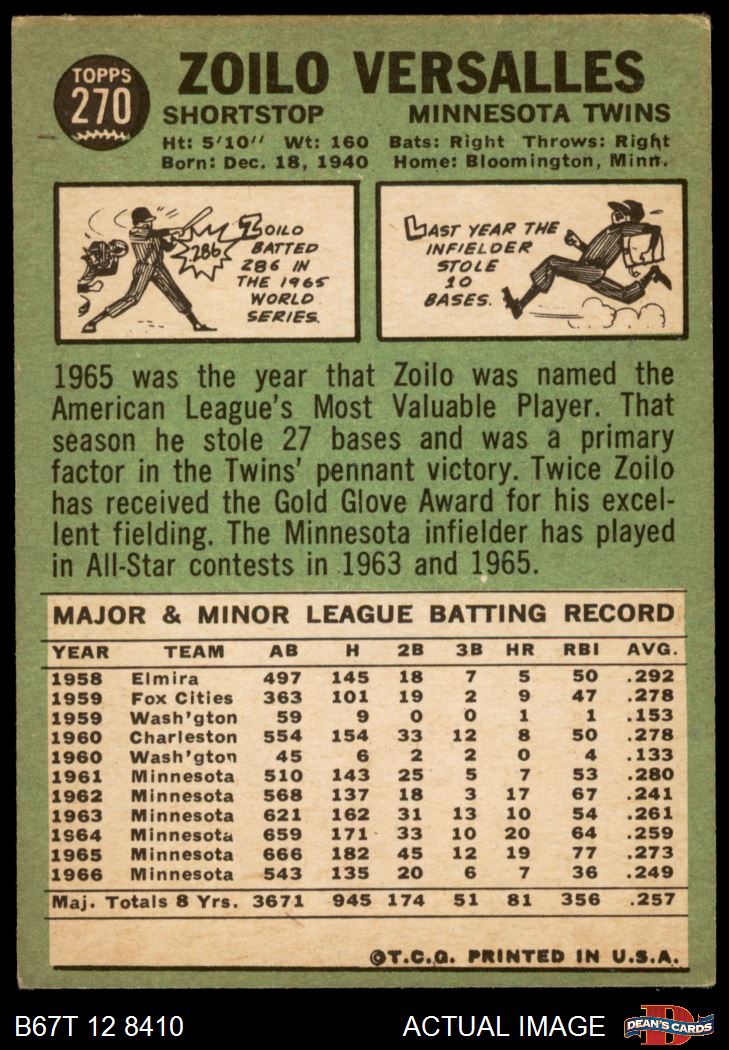 TOPPS
270
ZOILO VERSALLES
SHORTSTOP MINNESOTA TWINS
Ht: 5'10'' Wt: 160 Bats: Right Throws: Right
Born: Dec. 18, 1940 Home: Bloomington, Minn.
.286
ZOILO
BATTED
286 IN
THE 1965
WORLD
SERIES.
LAST YEAR THE
INFIELDER
STOLE
10
BASES.
1965 was the year that Zoilo was named the
American League's Most Valuable Player. That
season he stole 27 bases and was a primary
factor in the Twins' pennant victory. Twice Zoilo
has received the Gold Glove Award for his excel-
lent fielding. The Minnesota infielder has played
in All-Star contests in 1963 and 1965.
MAJOR & MINOR LEAGUE BATTING RECORD
YEAR TEAM AB H 2B 3B HR RBI AVG.
1958 Elmira 497 145 18 7 5 50 .292
1959 Fox Cities 363 101 19 2 9 47 .278
1959 Wash'gton 59 9 0 0 1 1 .153
1960 Charleston 554 154 33 12 8 50 .278
1960 Wash'gton 45 6 2 2 0 4 .133
1961 Minnesota 510 143 25 5 7 53 .280
1962 Minnesota 568 137 18 3 17 67 .241
1963 Minnesota 621 162 31 13 10 54 .261
1964 Minnesota 659 171 33 10 20 64 .259
1965 Minnesota 666 182 45 12 19 77 .273
1966 Minnesota 543 135 20 6 7 36 .249
Maj. Totals 8 Yrs. 3671 945 174 51 81 356 .257
©T.C.G. PRINTED IN U.S.A.
B67T 12 8410 ACTUAL IMAGE DEAN'S CARDS